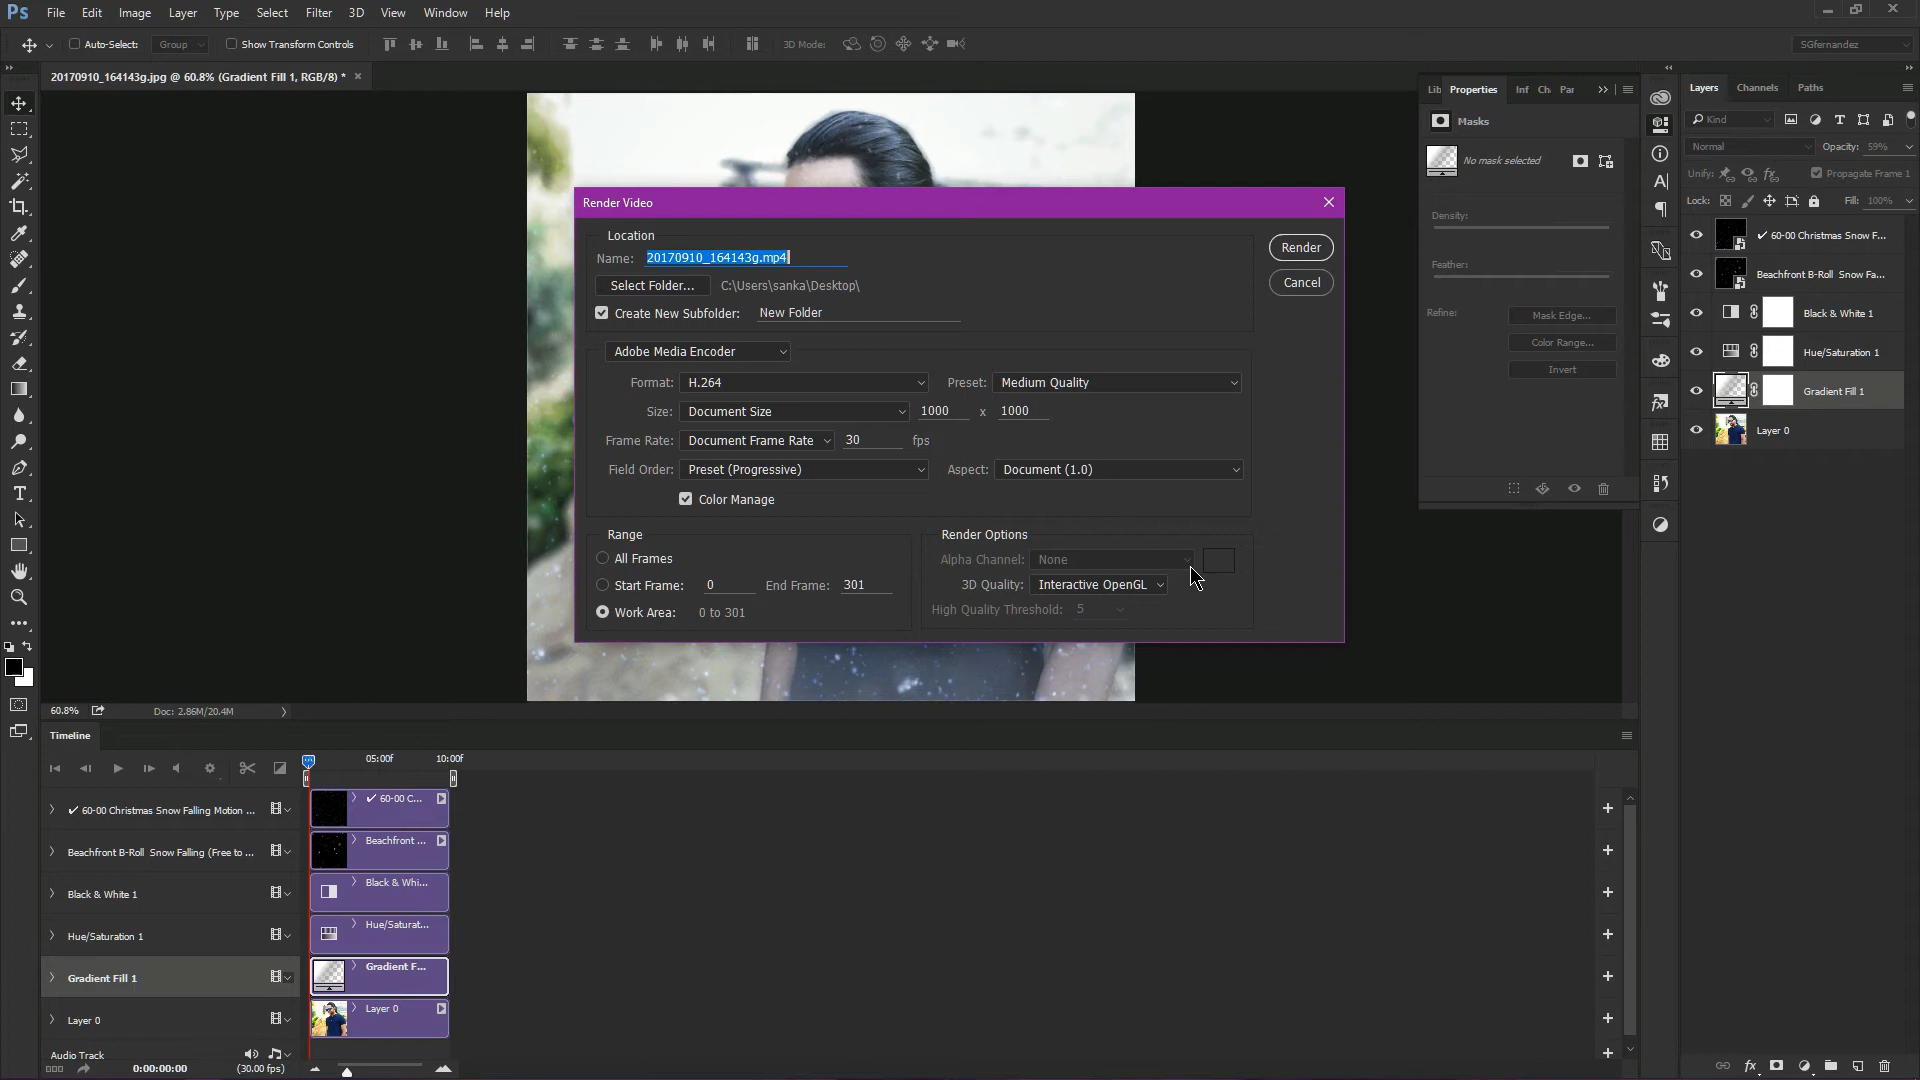 Ps File Edit Image Layer Type Select Filter 3D View Window Help
Auto-Select: Group Show Transform Controls 3D Mode: SGfernandez
20170910_164143g.jpg @ 60.8% (Gradient Fill 1, RGB/8) *
Lib Properties Inf Ch Par
Layers Channels Paths
Masks
Kind
No mask selected
Normal Opacity: 59%
Unify: Propagate Frame 1
Lock: Fill: 100%
Density:
Feather:
Refine: Mask Edge...
Color Range...
Invert
✓ 60-00 Christmas Snow F...
Beachfront B-Roll Snow Fa...
Black & White 1
Hue/Saturation 1
Gradient Fill 1
Layer 0
Render Video
Location
Name: 20170910_164143g.mp4
Render
Select Folder... C:\Users\sanka\Desktop\
Cancel
Create New Subfolder: New Folder
Adobe Media Encoder
Format: H.264 Preset: Medium Quality
Size: Document Size 1000 x 1000
Frame Rate: Document Frame Rate 30 fps
Field Order: Preset (Progressive) Aspect: Document (1.0)
Color Manage
Range
All Frames
Start Frame: 0 End Frame: 301
Work Area: 0 to 301
Render Options
Alpha Channel: None
3D Quality: Interactive OpenGL
High Quality Threshold: 5
60.8% Doc: 2.86M/20.4M
Timeline
05:00f 10:00f
✓ 60-00 Christmas Snow Falling Motion ... ✓ 60-00 C...
Beachfront B-Roll Snow Falling (Free to ... Beachfront ...
Black & White 1 Black & Whi...
Hue/Saturation 1 Hue/Saturat...
Gradient Fill 1 Gradient F...
Layer 0 Layer 0
Audio Track
0:00:00:00 (30.00 fps)